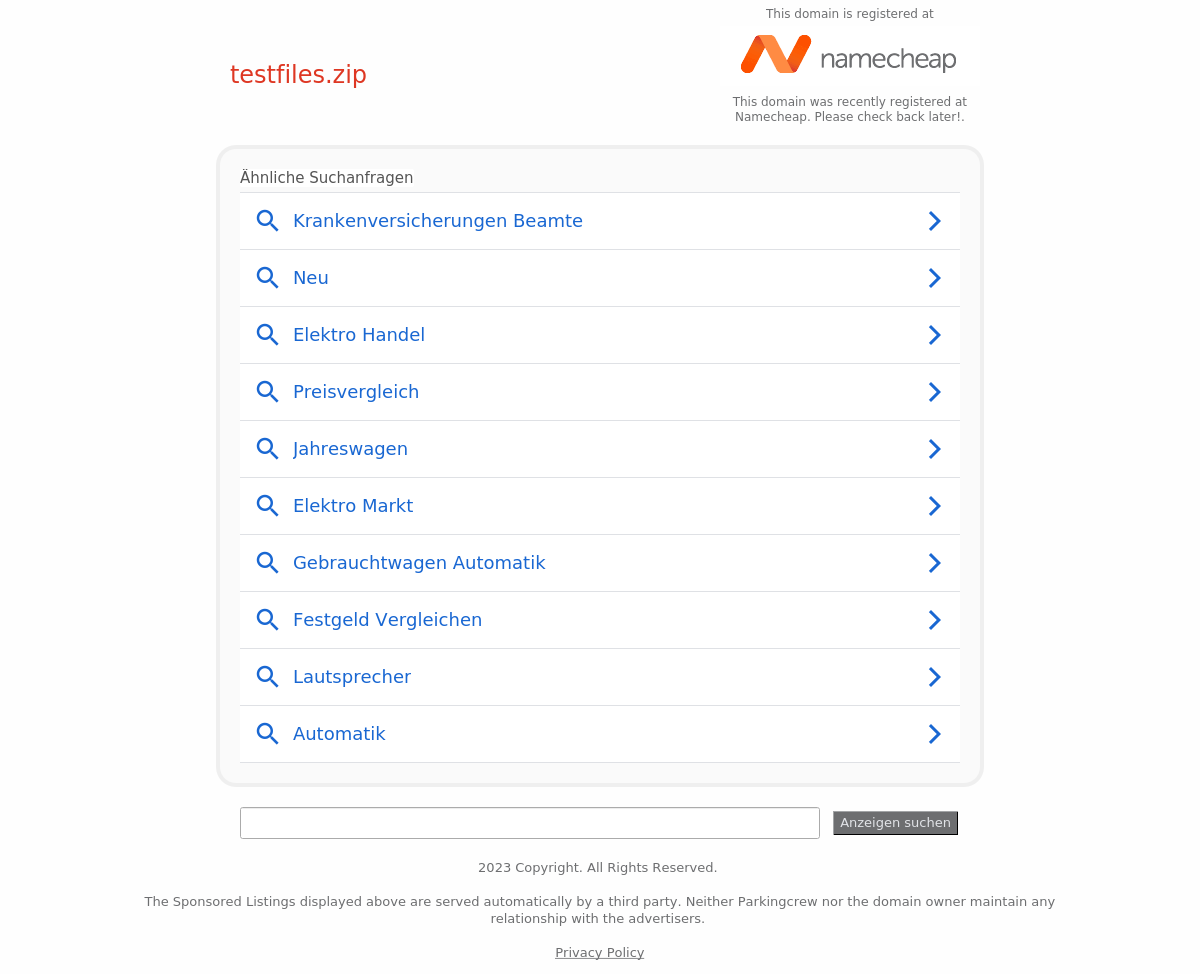 This domain is registered at
namecheap
testfiles.zip
This domain was recently registered at
Namecheap. Please check back later!.
Ähnliche Suchanfragen
Krankenversicherungen Beamte
Neu
Elektro Handel
Preisvergleich
Jahreswagen
Elektro Markt
Gebrauchtwagen Automatik
Festgeld Vergleichen
Lautsprecher
Automatik
Anzeigen suchen
2023 Copyright. All Rights Reserved.
The Sponsored Listings displayed above are served automatically by a third party. Neither Parkingcrew nor the domain owner maintain any
relationship with the advertisers.
Privacy Policy